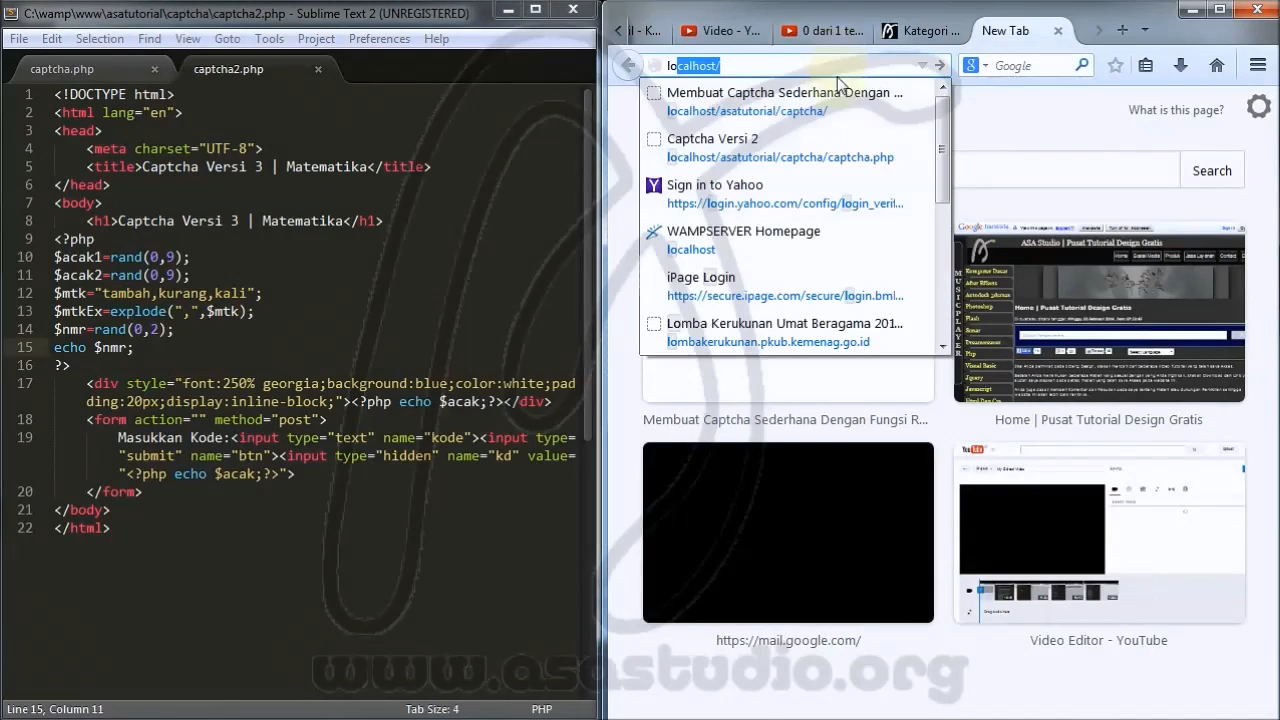 C:\wamp\www\asatutorial\captcha\captcha2.php - Sublime Text 2 (UNREGISTERED)
File Edit Selection Find View Goto Tools Project Preferences Help
captcha.php
captcha2.php
1 <!DOCTYPE html>
2 <html lang="en">
3 <head>
4 <meta charset="UTF-8">
5 <title>Captcha Versi 3 | Matematika</title>
6 </head>
7 <body>
8 <h1>Captcha Versi 3 | Matematika</h1>
9 <?php
10 $acak1=rand(0,9);
11 $acak2=rand(0,9);
12 $mtk="tambah,kurang,kali";
13 $mtkEx=explode(",",$mtk);
14 $nmr=rand(0,2);
15 echo $nmr;
16 ?>
17 <div style="font:250% georgia;background:blue;color:white;pad
ding:20px;display:inline-block;"><?php echo $acak;?></div>
18 <form action="" method="post">
19 Masukkan Kode:<input type="text" name="kode"><input type=
"submit" name="btn"><input type="hidden" name="kd" value=
"<?php echo $acak;?>">
20 </form>
21 </body>
22 </html>
Line 15, Column 11
Tab Size: 4
PHP
il - K...
Video - Y...
0 dari 1 te...
Kategori ...
New Tab
localhost/
Google
Membuat Captcha Sederhana Dengan ...
localhost/asatutorial/captcha/
Captcha Versi 2
localhost/asatutorial/captcha/captcha.php
Sign in to Yahoo
https://login.yahoo.com/config/login_veri...
WAMPSERVER Homepage
localhost
iPage Login
https://secure.ipage.com/secure/login.bml...
Lomba Kerukunan Umat Beragama 201...
lombakerukunan.pkub.kemenag.go.id
What is this page?
Search
ASA Studio | Pusat Tutorial Design Gratis
Home | Pusat Tutorial Design Gratis
Membuat Captcha Sederhana Dengan Fungsi R...
Home | Pusat Tutorial Design Gratis
https://mail.google.com/
Video Editor - YouTube
www.asastudio.org